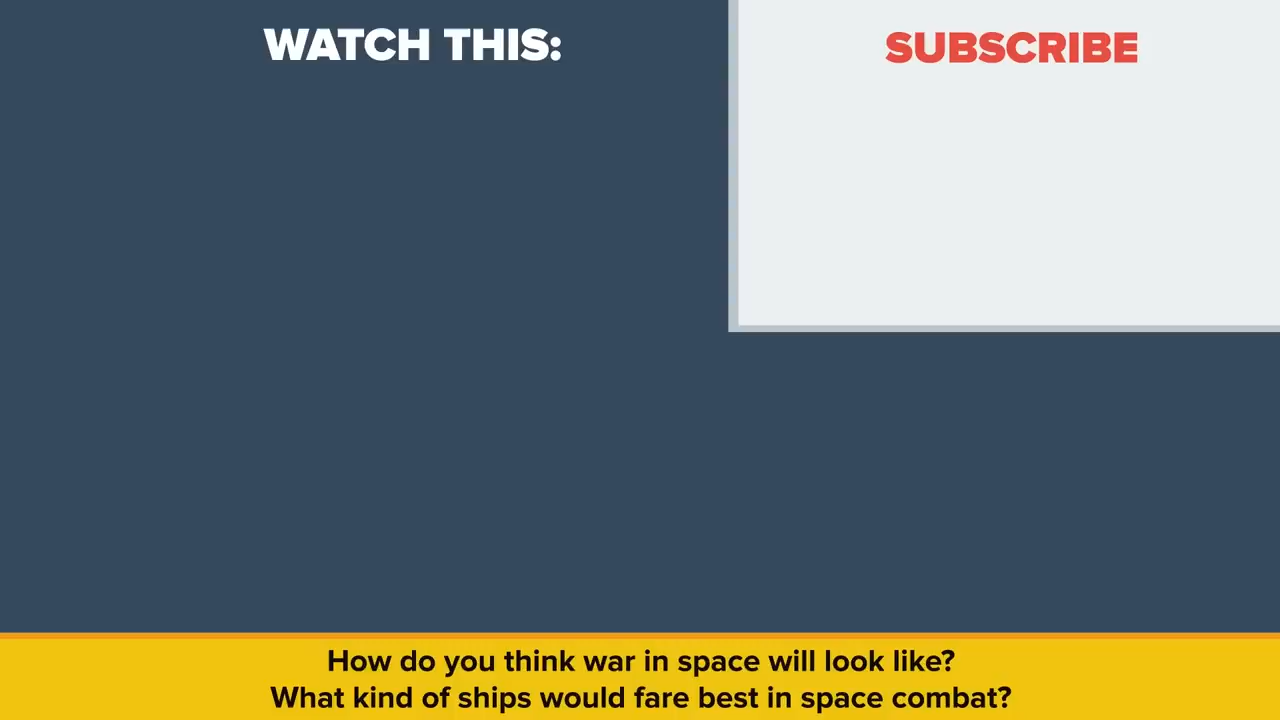 WATCH THIS:
SUBSCRIBE
How do you think war in space will look like?
What kind of ships would fare best in space combat?